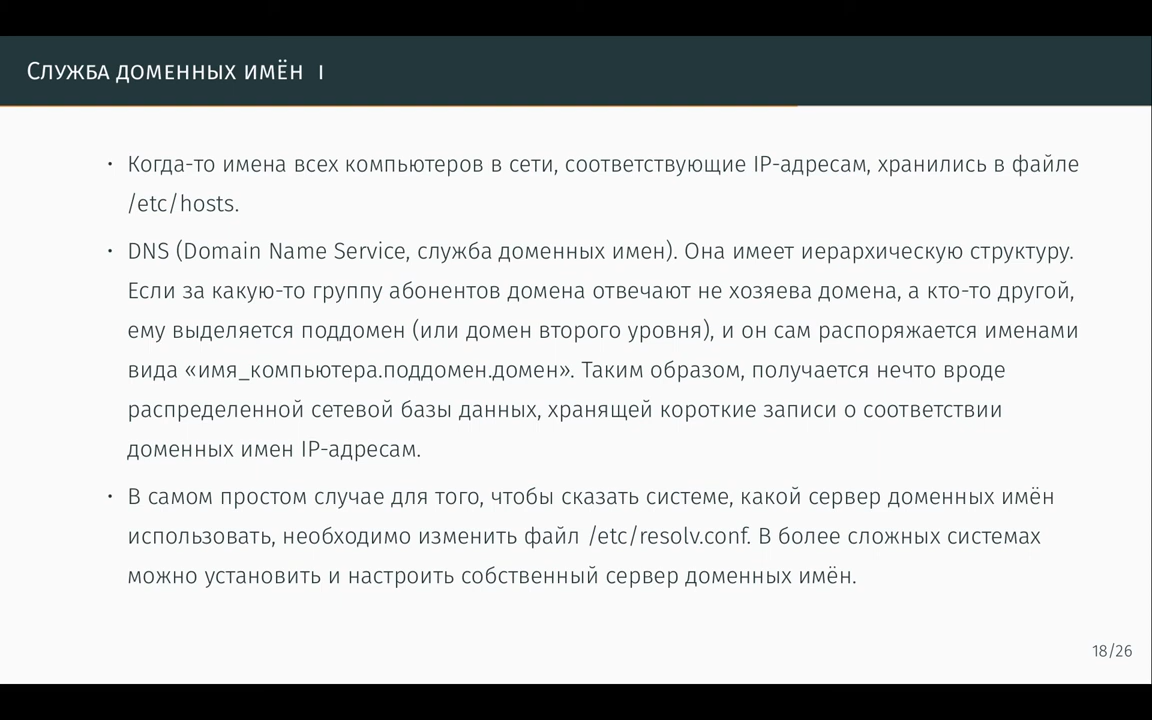 Служба доменных имён I
• Когда-то имена всех компьютеров в сети, соответствующие IP-адресам, хранились в файле
/etc/hosts.
• DNS (Domain Name Service, служба доменных имен). Она имеет иерархическую структуру.
Если за какую-то группу абонентов домена отвечают не хозяева домена, а кто-то другой,
ему выделяется поддомен (или домен второго уровня), и он сам распоряжается именами
вида «имя_компьютера.поддомен.домен». Таким образом, получается нечто вроде
распределенной сетевой базы данных, хранящей короткие записи о соответствии
доменных имен IP-адресам.
• В самом простом случае для того, чтобы сказать системе, какой сервер доменных имён
использовать, необходимо изменить файл /etc/resolv.conf. В более сложных системах
можно установить и настроить собственный сервер доменных имён.
18/26